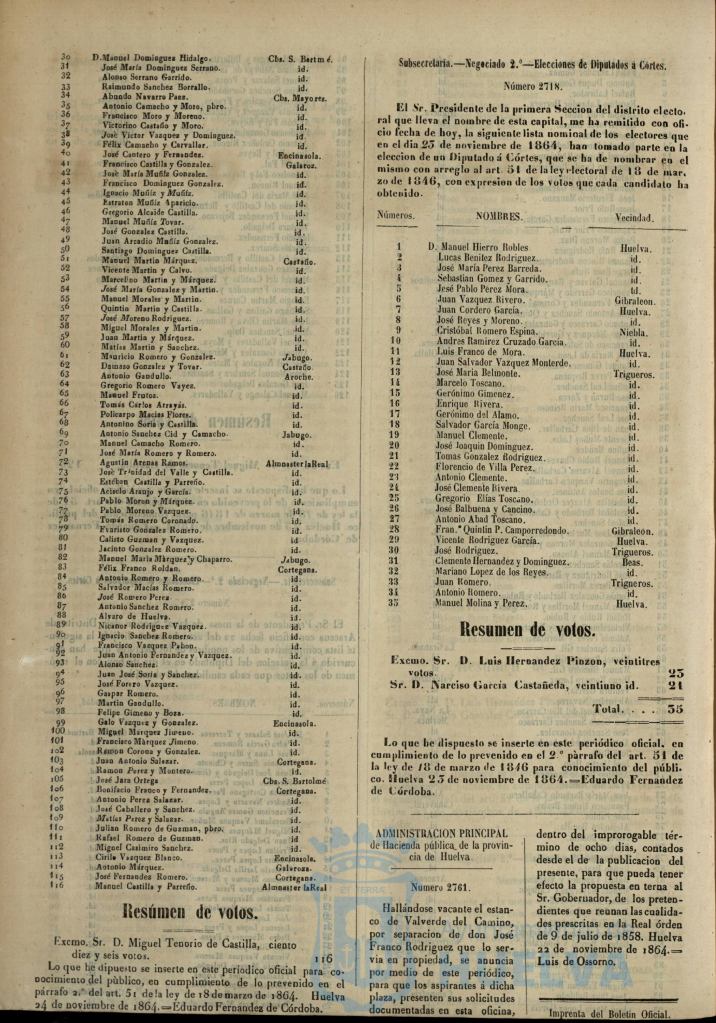 30 D. Manuel Dominguez Hidalgo. Cbs. S. Bartmé.
31 José María Dominguez Serrano. id.
32 Alonso Serrano Garrido. id.
33 Raimundo Sanchez Borrallo. id.
34 Abundo Navarro Paez. Cbs. Mayores.
35 Antonio Camacho y Moro, pbro. id.
36 Francisco Moro y Moreno. id.
37 Victorino Castaño y Moro. id.
38 José Victor Vazquez y Dominguez. id.
39 Félix Camacho y Carvallar. id.
40 José Cantero y Fernandez. Encinasola.
41 Francisco Castilla y Gonzalez. Galaroz.
42 José María Muñiz Gonzalez. id.
43 Francisco Dominguez Gonzalez. id.
44 Ignacio Muñiz y Muñiz. id.
45 Estraton Muñiz Aparicio. id.
46 Gregorio Alcaide Castilla. id.
47 Manuel Muñiz Tovar. id.
48 José Gonzalez Castilla. id.
49 Juan Arcadio Muñiz Gonzalez. id.
50 Santiago Dominguez Castilla. id.
51 Manuel Martin Márquez. Castaño.
52 Vicente Martin y Calvo. id.
53 Marcelino Martin y Márquez. id.
54 José María Gonzalez y Martin. id.
55 Manuel Morales y Martin. id.
56 Quintin Martin y Castilla. id.
57 José Moreno Rodriguez. id.
58 Miguel Morales y Martin. id.
59 Juan Martin y Márquez. id.
60 Matías Martin y Sanchez. id.
61 Mauricio Romero y Gonzalez. Jabugo.
62 Damaso Gonzalez y Tovar. Castaño
63 Antonio Gandullo. Aroche.
64 Gregorio Romero Vayez. id.
65 Manuel Frutos. id.
66 Tomás Carlos Arrayás. id.
67 Policarpo Macías Flores. id.
68 Antonino Soria y Castilla. id.
69 Antonio Sanchez Cid y Camacho Jabugo.
70 Manuel Camacho Romero. id.
71 José María Romero y Romero. id.
72 Agustin Arenas Ramos. Almaster la Real
73 José Trinidad del Valle y Castilla. id.
74 Estéban Castilla y Parreño. id.
75 Acisclo Araujo y García. id.
76 Pablo Moron y Márquez. id.
77 Pablo Moreno Vazquez. id.
78 Tomás Romero Coronado. id.
79 Evaristo Gonzalez Romero. id.
80 Calisto Guzman y Vazquez. id.
81 Jacinto Gonzalez Romero. id.
82 Manuel María Màrquez y Chaparro. Jabugo.
83 Félix Franco Roldan. Cortegana.
84 Antonio Romero y Romero. id.
85 Salvador Macías Romero. id.
86 José Romero Perez id.
87 Antonio Sanchez Romero. id.
88 Alvaro de Huelva. id.
89 Nicanor Rodriguez Vazquez. id.
90 Ignacio Sanchez Romero. id.
91 Francisco Vazquez Pabon. id.
92 Juan Antonio Fernandez y Vazquez. id.
93 Alonso Sanchez. id.
94 Juan José Soria y Sanchez. id.
95 José Forero Vazquez. id.
96 Gaspar Romero. id.
97 Martin Gandullo. id.
98 Felipe Gimeno y Boza. id.
99 Galo Vazquez y Gonzalez. Encinasola.
100 Miguel Márquez Jimeno. id.
101 Francisco Màrquez Jimeno. id.
102 Ramon Corona y Gonzalez. id.
103 Juan Antonio Salazar. Cortegana.
104 Ramon Perez y Montero. id.
105 José Jara Ortega Cbs. S. Bartolmé
106 Bonifacio Franco y Fernandez. Cortegana.
107 Antonio Perez Salazar. id.
108 José Caballero y Sanchez. id.
109 Matías Perez y Salazar. id.
110 Julian Romero de Guzman, pbro. id.
111 Rafael Romero de Guzman id.
112 Miguel Casimiro Sanchez. id.
113 Cirilo Vazquez Blanco. Encinasola.
114 Antonio Márquez. Galaroza.
115 José Fernandez Romero. Cortegana.
116 Manuel Castilla y Parreño. Almnaster la Real
Resúmen de votos.
Excmo. Sr. D. Miguel Tenorio de Castilla, ciento
diez y seis votos. 116
Lo que he dipuesto se inserte en este periodico oficial para co-
nocimiento del público, en cumplimiento de lo prevenido en el
párrafo 2.º del art. 51 de la ley de 18 de marzo de 1864. Huelva
24 de noviembre de 1864.=Eduardo Fernandez de Córdoba.
Subsecretaría.—Negociado 2.º—Elecciones de Diputados á Córtes.
Número 2718.
El Sr. Presidente de la primera Seccion del distrito electo-
ral que lleva el nombre de esta capital, me ha remitido con ofi-
cio fecha de hoy, la siguiente lista nominal de los electores que
en el dia 23 de noviembre de 1864, han tomado parte en la
eleccion de un Diputado á Córtes, que se ha de nombrar en el
mismo con arreglo al art. 51 de la ley electoral de 18 de mar-
zo de 1846, con expresion de los votos que cada candidato ha
obtenido.
Números. NOMBRES. Vecindad.
1 D. Manuel Hierro Robles Huelva.
2 Lucas Benitez Rodriguez. id.
3 José María Perez Barreda. id.
4 Sebastian Gomez y Garrido. id.
5 Jesé Pablo Perez Mora. id.
6 Juan Vazquez Rivero. Gibraleon.
7 Juan Cordero García. Huelva.
8 José Reyes y Moreno. id.
9 Cristóbal Romero Espina. Niebla.
10 Andres Ramirez Cruzado García. id.
11 Luis Franco de Mora. Huelva.
12 Juan Salvador Vazquez Monterde. id.
13 José María Belmonte. Trigueros.
14 Marcelo Toscano. id.
15 Gerónimo Gimenez. id.
16 Enrique Rivera. id.
17 Gerónimo del Alamo. id.
18 Salvador García Monge. id.
19 Manuel Clemente. id.
20 José Joaquin Dominguez. id.
21 Tomas Gonzalez Rodriguez. id.
22 Florencio de Villa Perez. id.
23 Antonio Clemente. id.
24 José Clemente Rivera. id.
25 Gregorio Elías Toscano. id.
26 José Balbuena y Cancino. id.
27 Antonio Abad Toscano. id.
28 Fran.º Quintin P. Camporredondo. Gibraleon.
29 Vicente Rodriguez García. Huelva.
30 José Rodriguez. Trigueros.
31 Clemente Hernandez y Dominguez. Beas.
32 Mariano Lopez de los Reyes. id.
33 Juan Romero. Trigneros.
34 Antonio Romero. id.
35 Manuel Molina y Perez. Huelva.
Resumen de votos.
Excmo. Sr. D. Luis Hernandez Pinzon, veintitres
votos. 23
Sr. D. Narciso García Castañeda, veintiuno id. 21
Total. . . . 35
Lo que he dispuesto se inserte en este periódico oficial, en
cumplimiento de lo prevenido en el 2.º párrafo del art. 51 de
la ley de 18 de marzo de 1846 para conocimiento del públi-
co. Huelva 23 de noviembre de 1864.=Eduardo Fernandez
de Córdoba.
ADMINISTRACION PRINCIPAL
de Hacienda pública de la provin-
cia de Huelva
Numero 2761.
Hallándose vacante el estan-
co de Valverde del Camino,
por separacion de don José
Franco Rodriguez que lo ser-
via en propiedad, se anuncia
por medio de este periódico,
para que los aspirantes á dicha
plaza, presenten sus solicitudes
documentadas en esta oficina,
dentro del improrogable tér-
mino de ocho dias, contados
desde el de la publicacion del
presente, para que pueda tener
efecto la propuesta en terna al
Sr. Gobernador, de los preten-
dientes que reunan las cualida-
des prescritas en la Real órden
de 9 de julio de 1858. Huelva
22 de noviembre de 1864.=
Luis de Ossorno.
Imprenta del Boletin Oficial.